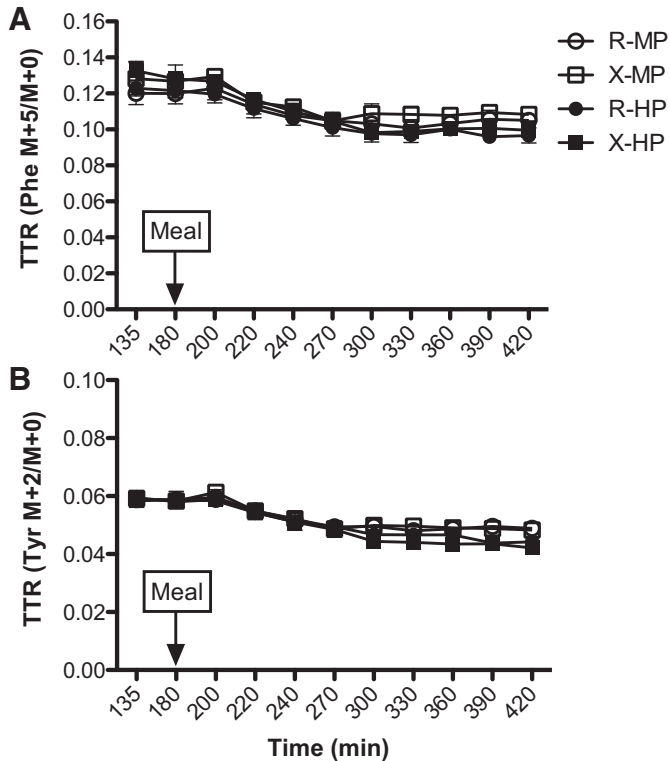 A
TTR (Phe M+5/M+0)
0.16
0.14
0.12
0.10
0.08
0.06
0.04
0.02
0.00
Meal
135 180 200 220 240 270 300 330 360 390 420
R-MP
X-MP
R-HP
X-HP
B
TTR (Tyr M+2/M+0)
0.10
0.08
0.06
0.04
0.02
0.00
Meal
135 180 200 220 240 270 300 330 360 390 420
Time (min)